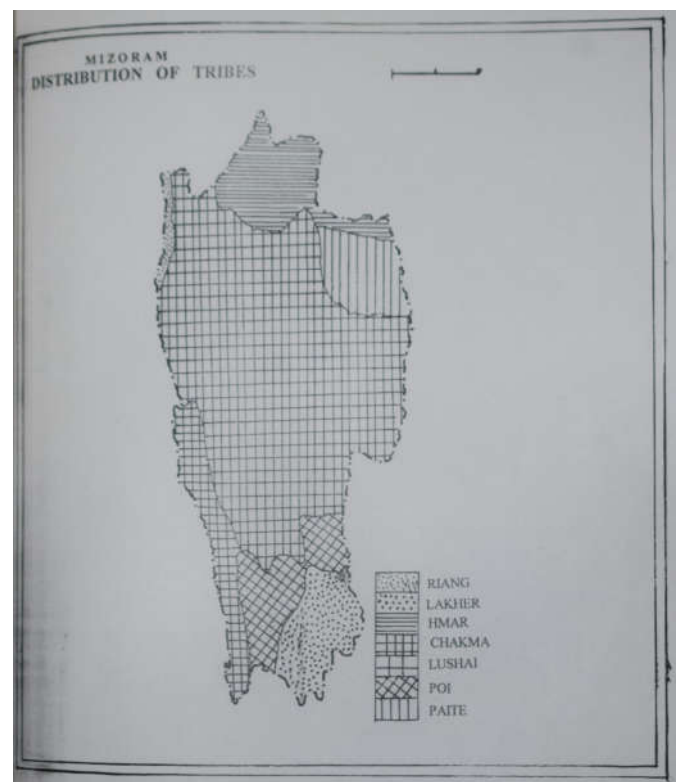 MIZORAM
DISTRIBUTION OF TRIBES
RIANG
LAKHER
HMAR
CHAKMA
LUSHAI
POI
PAITE